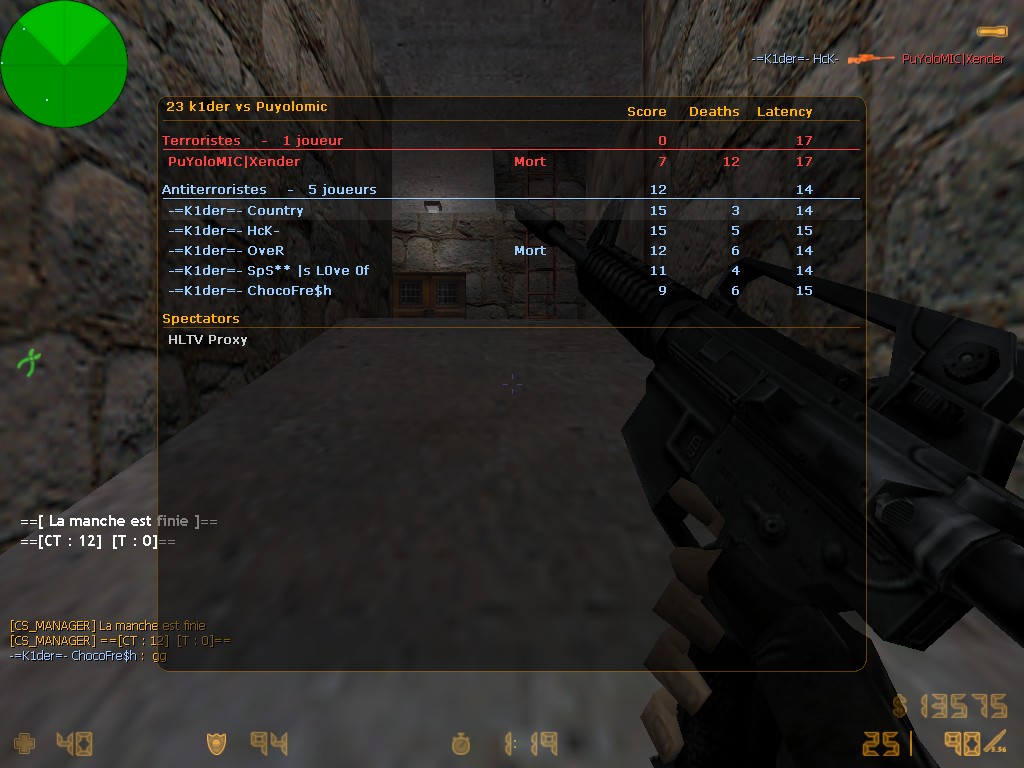 -=K1der=- HcK- PuYoloMIC|Xender
23 k1der vs Puyolomic Score Deaths Latency
Terroristes - 1 joueur 0 17
PuYoloMIC|Xender Mort 7 12 17
Antiterroristes - 5 joueurs 12 14
-=K1der=- Country 15 3 14
-=K1der=- HcK- 15 5 15
-=K1der=- OveR Mort 12 6 14
-=K1der=- SpS** |s L0ve 0f 11 4 14
-=K1der=- ChocoFre$h 9 6 15
Spectators
HLTV Proxy
==[ La manche est finie ]==
==[CT : 12] [T : 0]==
[CS_MANAGER] La manche est finie
[CS_MANAGER] ==[CT : 12] [T : 0]==
-=K1der=- ChocoFre$h : gg
$ 13575
40 94 1:19 25| 90 5.56